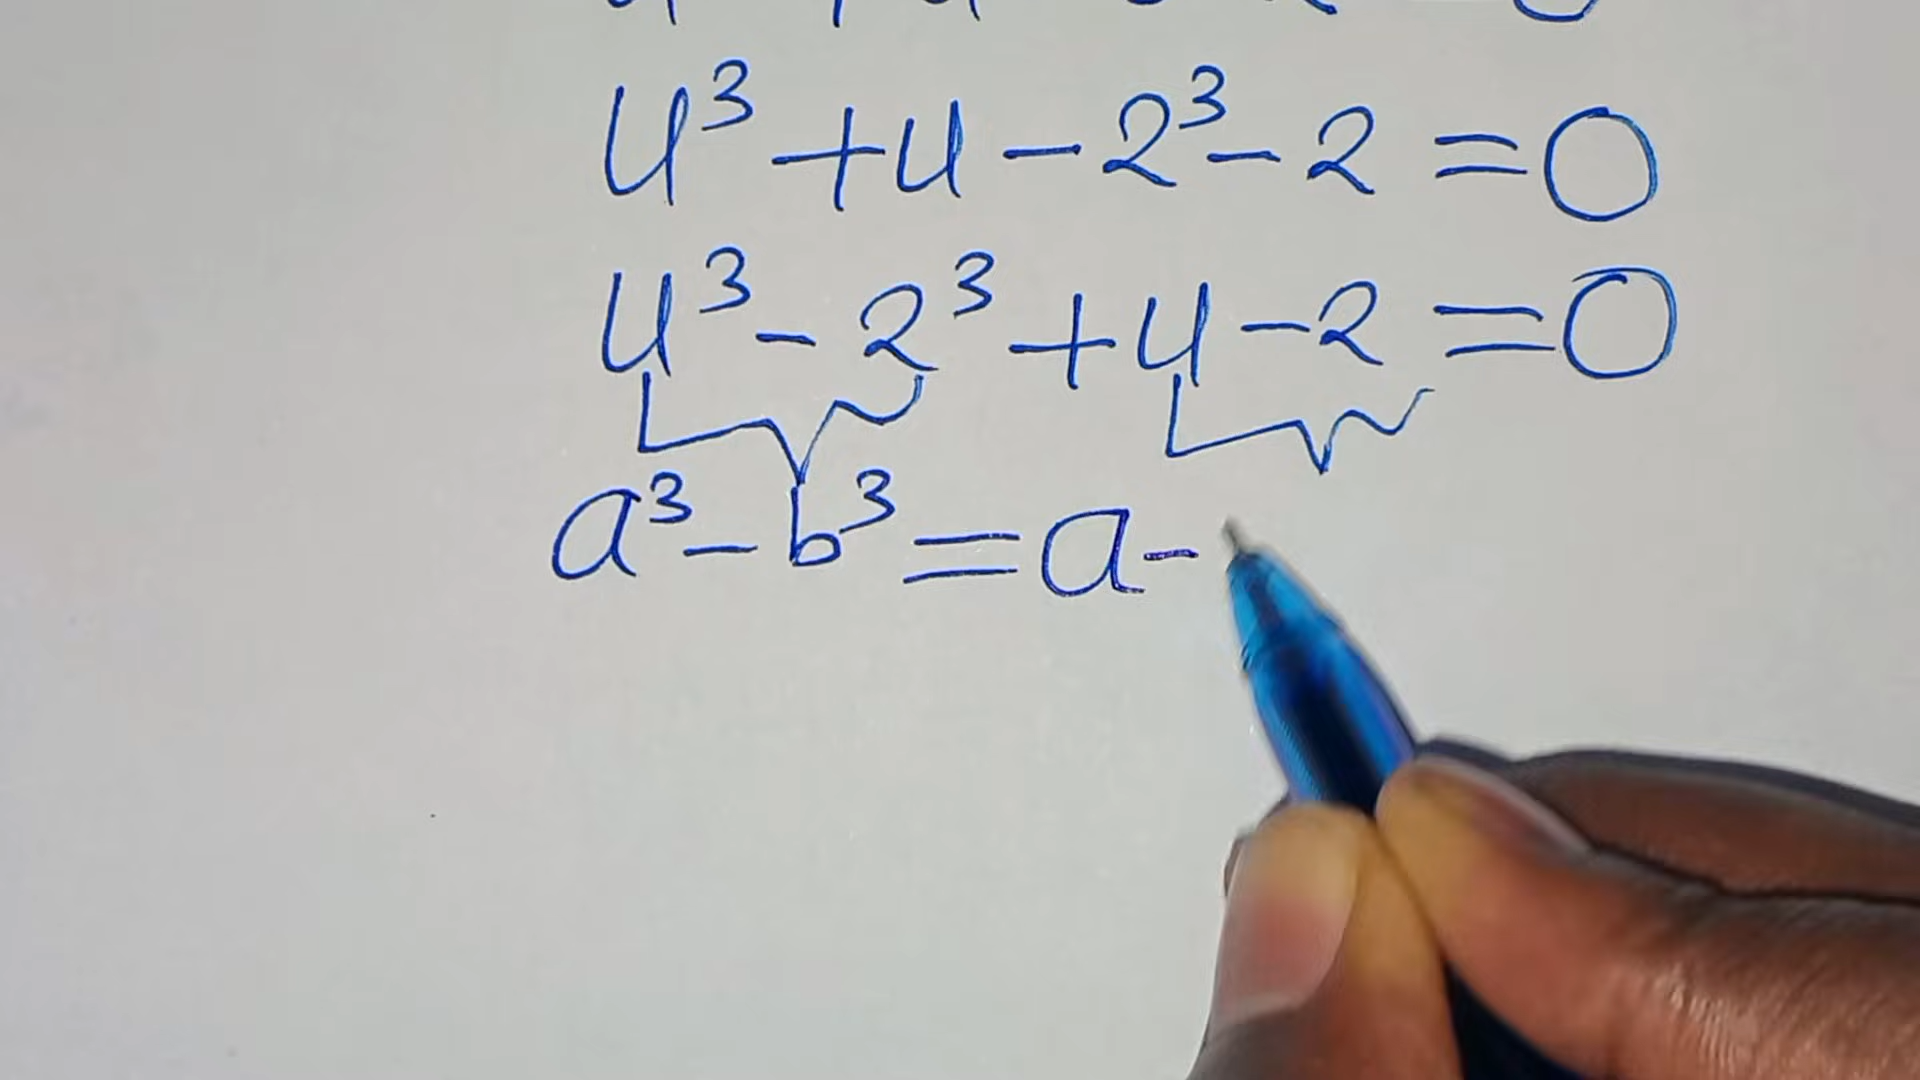 u³ + u - 2³ - 2 = 0
u³ - 2³ + u - 2 = 0
a³ - b³ = a -